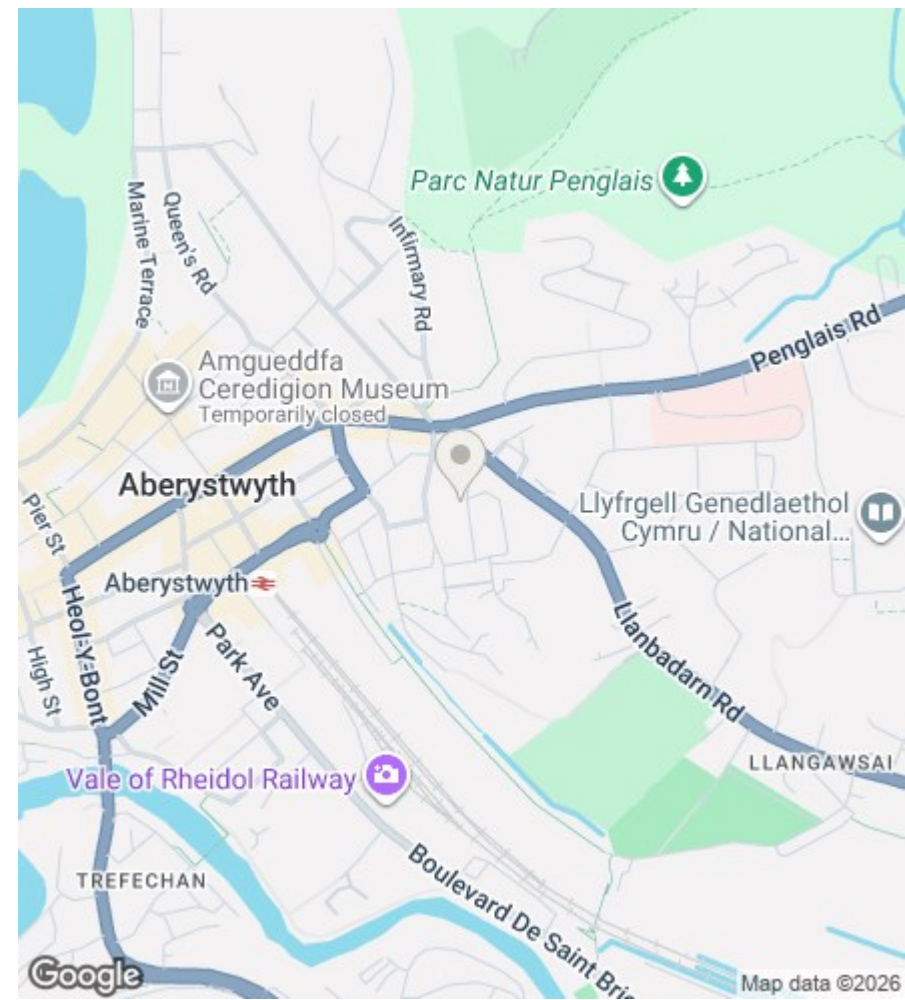 Parc Natur Penglais
Marine Terrace
Queen's Rd
Infirmary Rd
Penglais Rd
Amgueddfa
Ceredigion Museum
Temporarily closed
Aberystwyth
Pier St
Llyfrgell Genedlaethol
Cymru / National...
Aberystwyth
Heol-Y-Bont
High St
Mill St
Park Ave
Llanbadarn Rd
LLANGAWSAI
Vale of Rheidol Railway
TREFECHAN
Boulevard De Saint Brie
Google
Map data ©2026